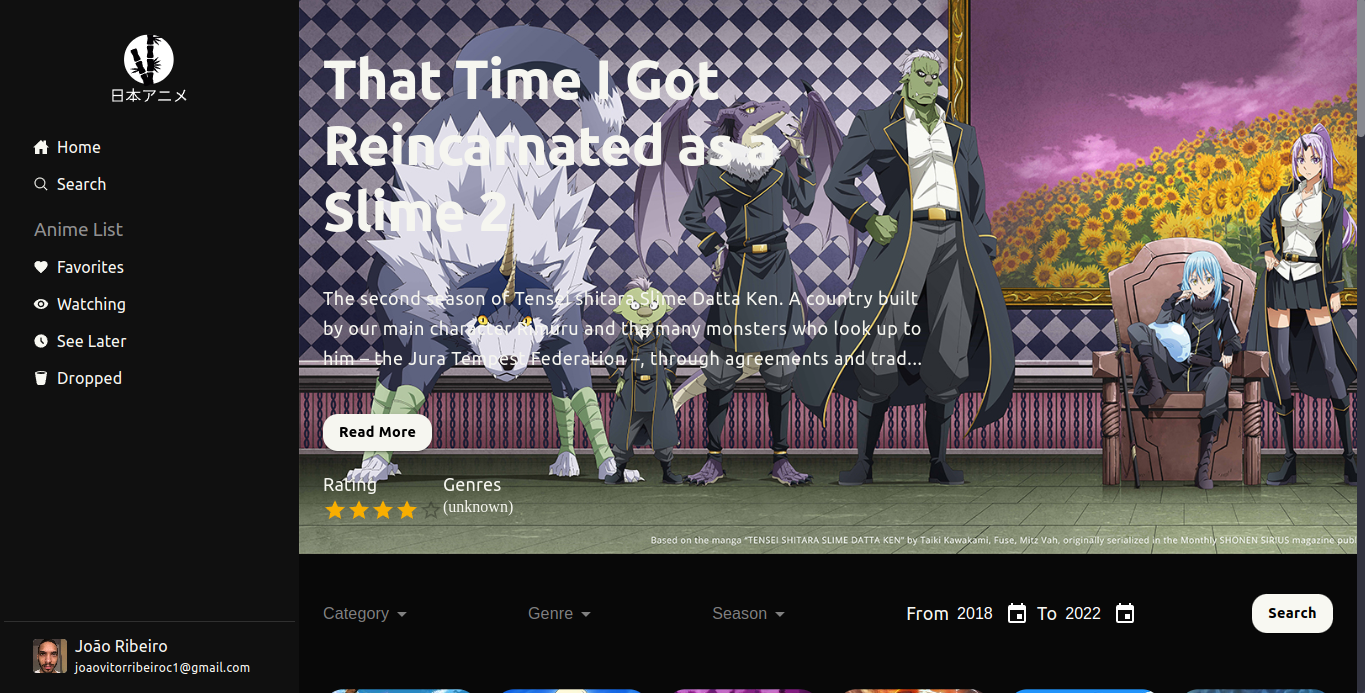 日本アニメ
Home
Search
Anime List
Favorites
Watching
See Later
Dropped
João Ribeiro
joaovitorribeiroc1@gmail.com
That Time I Got
Reincarnated as a
Slime 2
The second season of Tensei shitara Slime Datta Ken. A country built
by our main character Rimuru and the many monsters who look up to
him – the Jura Tempest Federation –, through agreements and trad...
Read More
Rating Genres
(unknown)
Based on the manga "TENSEI SHITARA SLIME DATTA KEN" by Taiki Kawakami, Fuse, Mitz Vah, originally serialized in the Monthly SHONEN SIRIUS magazine publ
Category Genre Season From 2018 To 2022 Search